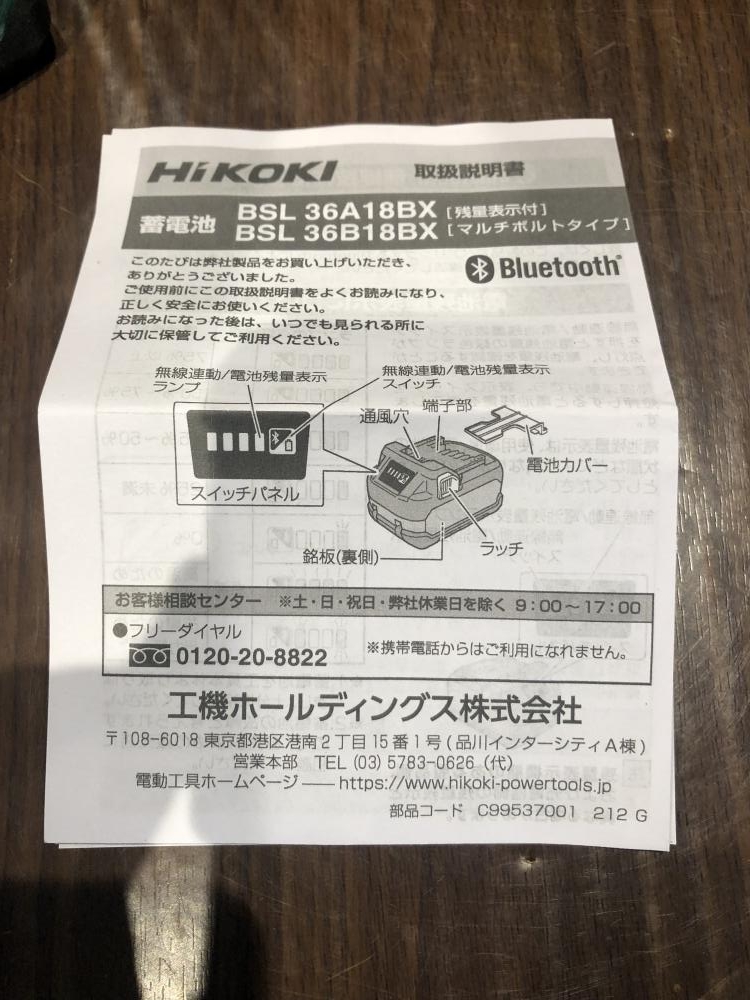 HiKOKI 取扱説明書
蓄電池 BSL 36A18BX [残量表示付]
BSL 36B18BX [マルチボルトタイプ]
このたびは弊社製品をお買い上げいただき、
ありがとうございました。
ご使用前にこの取扱説明書をよくお読みになり、
正しく安全にお使いください。
お読みになった後は、いつでも見られる所に
大切に保管してご利用ください。
Bluetooth®
無線連動/電池残量表示
ランプ
無線連動/電池残量表示
スイッチ
通風穴
端子部
電池カバー
スイッチパネル
銘板(裏側)
ラッチ
お客様相談センター ※土・日・祝日・弊社休業日を除く 9:00～17:00
●フリーダイヤル
0120-20-8822
※携帯電話からはご利用になれません。
工機ホールディングス株式会社
〒108-6018 東京都港区港南2丁目15番1号(品川インターシティA棟)
営業本部 TEL (03) 5783-0626 (代)
電動工具ホームページ ― https://www.hikoki-powertools.jp
部品コード C99537001 212 G